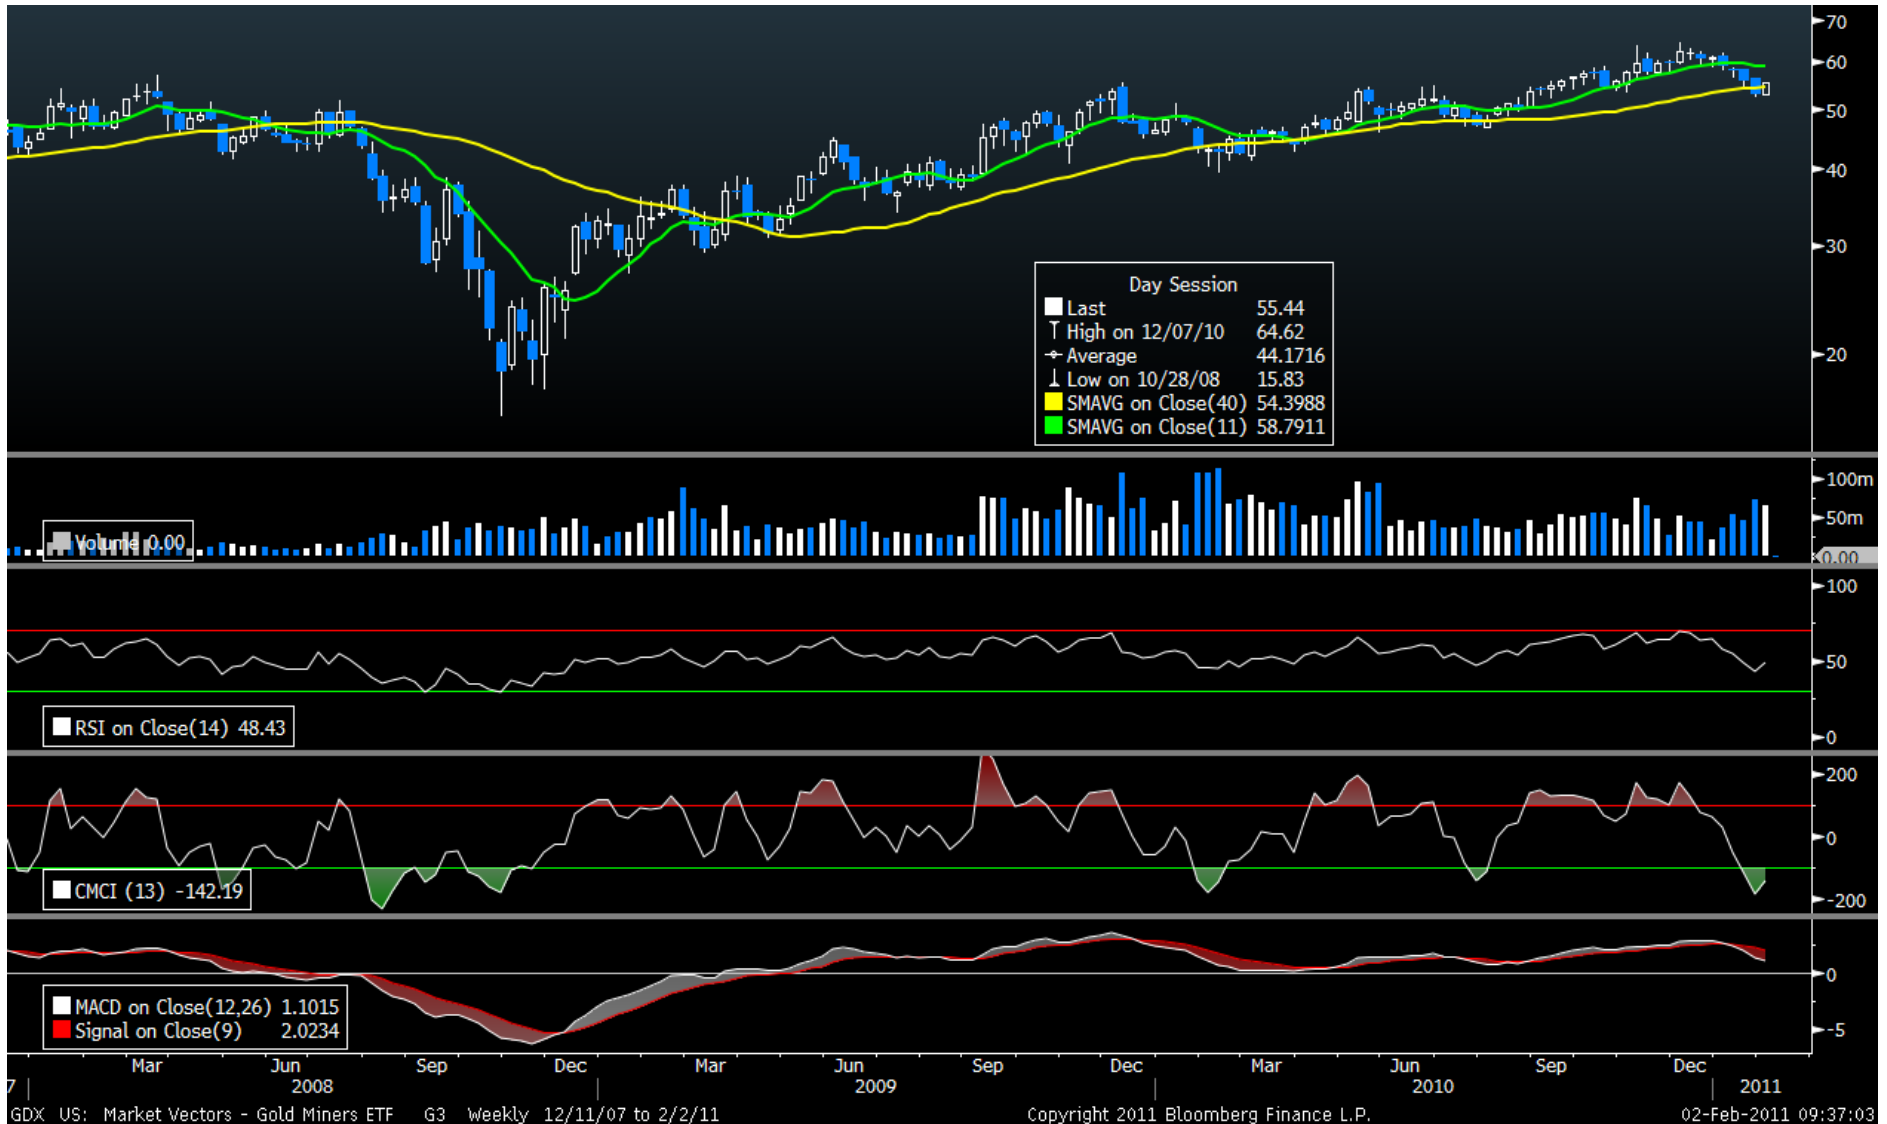 70
60
50
40
30
20
Day Session
Last 55.44
High on 12/07/10 64.62
Average 44.1716
Low on 10/28/08 15.83
SMAVG on Close(40) 54.3988
SMAVG on Close(11) 58.7911
100m
50m
0.00
Volume 0.00
100
50
0
RSI on Close(14) 48.43
200
0
-200
CMCI (13) -142.19
0
-5
MACD on Close(12,26) 1.1015
Signal on Close(9) 2.0234
Mar Jun Sep Dec Mar Jun Sep Dec Mar Jun Sep Dec
7 2008 2009 2010 2011
GDX US: Market Vectors - Gold Miners ETF G3 Weekly 12/11/07 to 2/2/11 Copyright 2011 Bloomberg Finance L.P. 02-Feb-2011 09:37:03